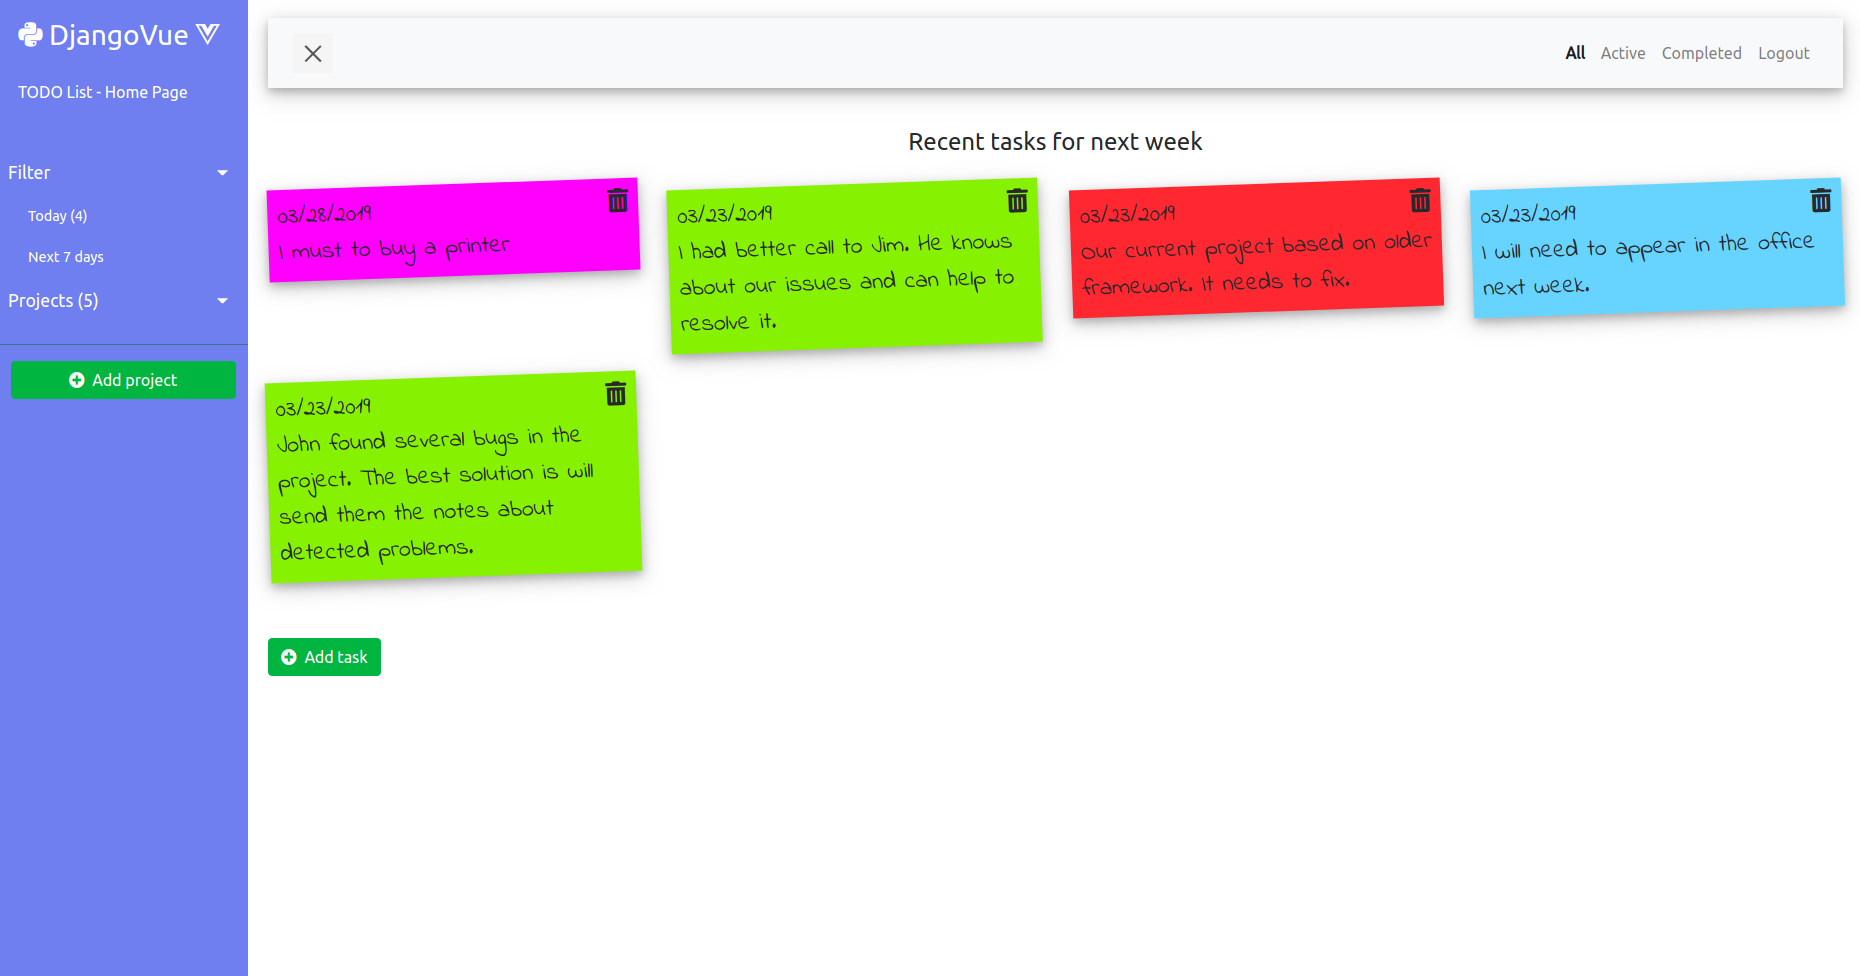 DjangoVue
TODO List - Home Page
Filter
Today (4)
Next 7 days
Projects (5)
Add project
All Active Completed Logout
Recent tasks for next week
03/28/2019
I must to buy a printer
03/23/2019
I had better call to Jim. He knows
about our issues and can help to
resolve it.
03/23/2019
Our current project based on older
framework. It needs to fix.
03/23/2019
I will need to appear in the office
next week.
03/23/2019
John found several bugs in the
project. The best solution is will
send them the notes about
detected problems.
Add task